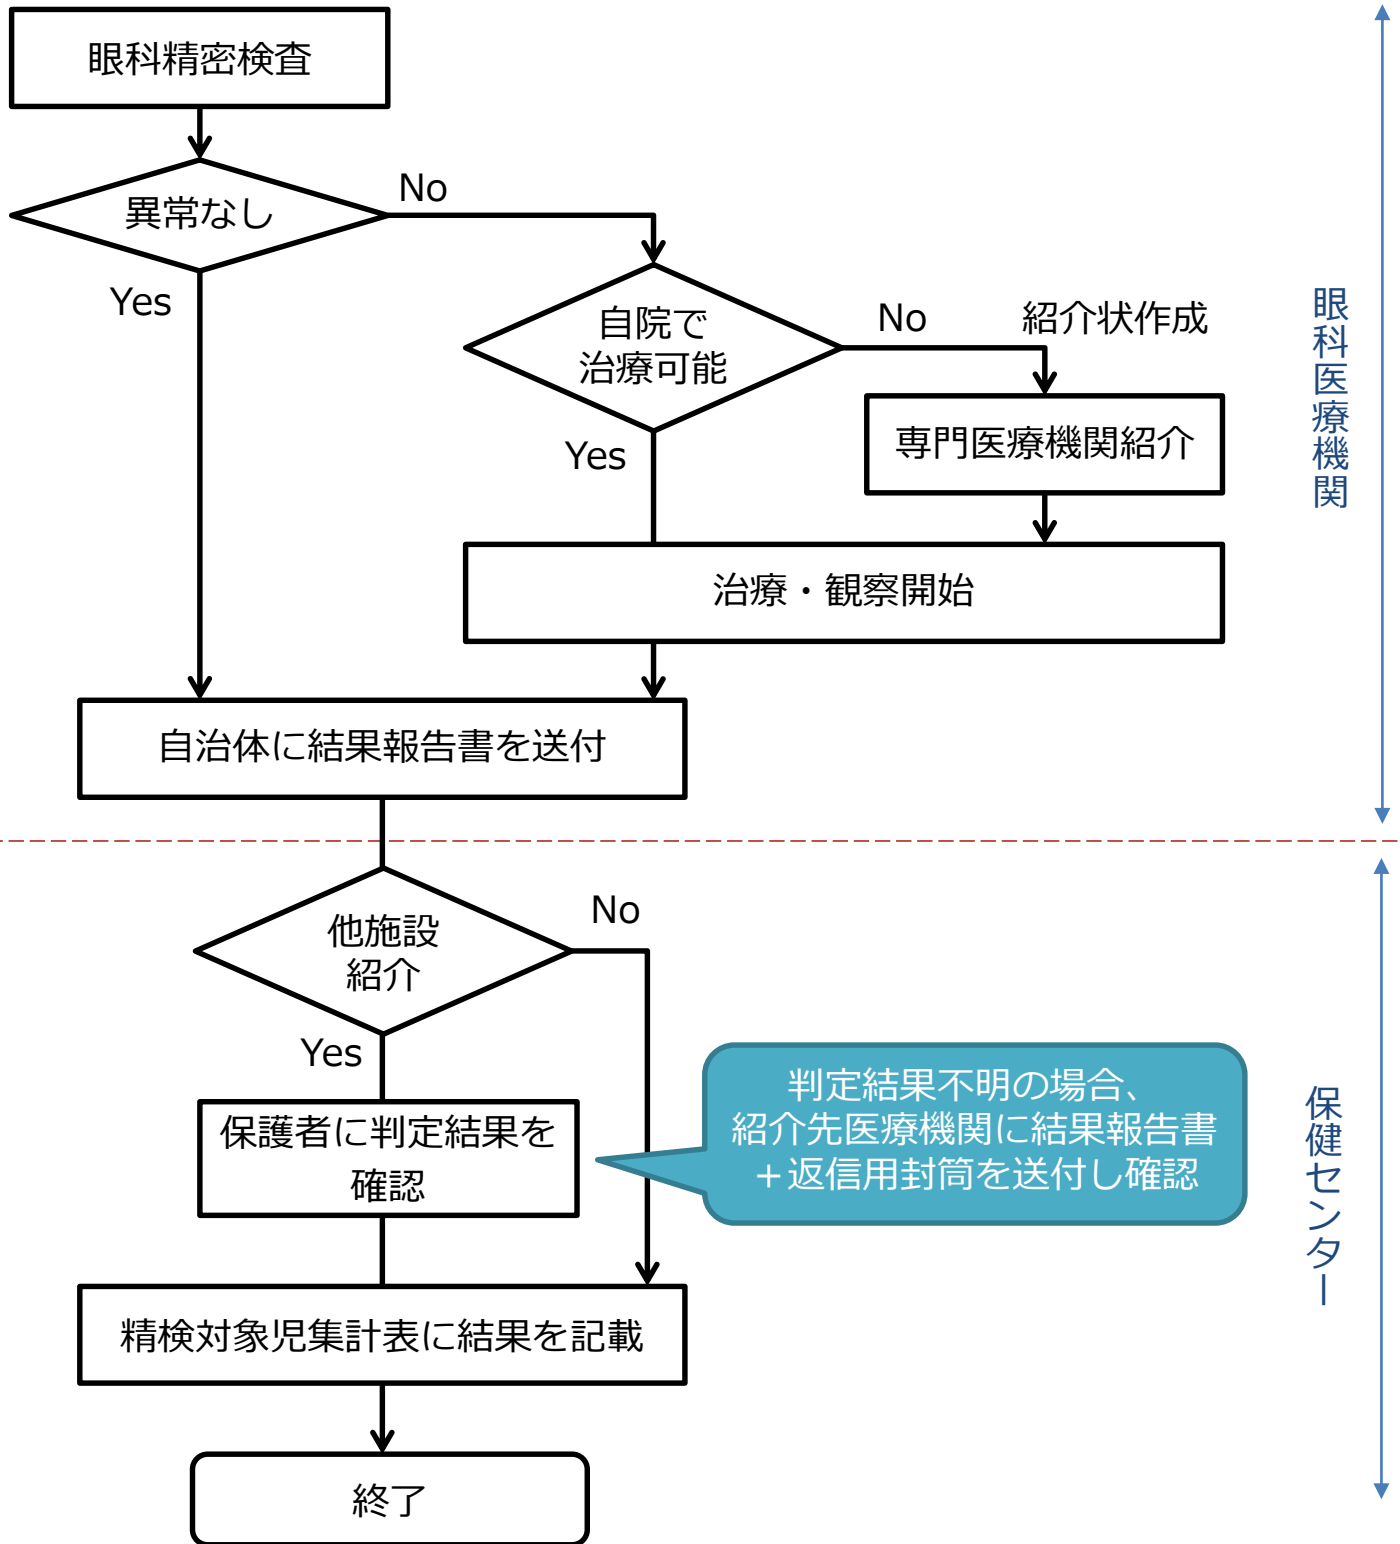 眼科精密検査
異常なし
No
Yes
自院で
治療可能
No
紹介状作成
Yes
専門医療機関紹介
治療・観察開始
自治体に結果報告書を送付
眼科医療機関
他施設
紹介
No
Yes
保護者に判定結果を
確認
判定結果不明の場合、
紹介先医療機関に結果報告書
+返信用封筒を送付し確認
精検対象児集計表に結果を記載
終了
保健センター